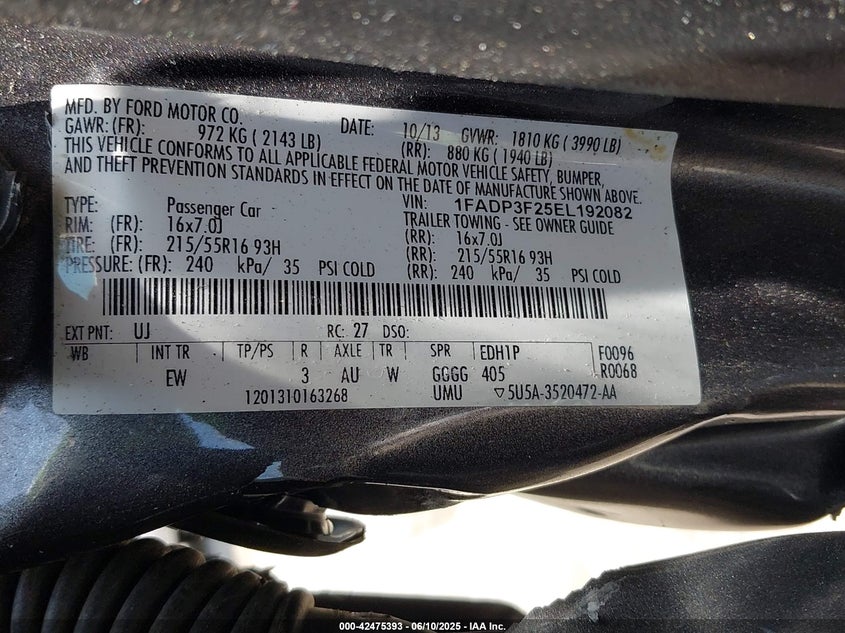 MFD. BY FORD MOTOR CO.
DATE: 10/13 GVWR: 1810 KG ( 3990 LB)
GAWR: (FR): 972 KG ( 2143 LB) (RR): 880 KG ( 1940 LB)
THIS VEHICLE CONFORMS TO ALL APPLICABLE FEDERAL MOTOR VEHICLE SAFETY, BUMPER,
AND THEFT PREVENTION STANDARDS IN EFFECT ON THE DATE OF MANUFACTURE SHOWN ABOVE.
VIN: 1FADP3F25EL192082
TYPE: Passenger Car TRAILER TOWING - SEE OWNER GUIDE
RIM: (FR): 16x7.0J (RR): 16x7.0J
TIRE: (FR): 215/55R16 93H (RR): 215/55R16 93H
PRESSURE: (FR): 240 kPa/ 35 PSI COLD (RR): 240 kPa/ 35 PSI COLD
EXT PNT: UJ RC: 27 DSO:
WB INT TR TP/PS R AXLE TR SPR EDH1P F0096
EW 3 AU W GGGG 405 R0068
1201310163268 UMU ▽5U5A-3520472-AA
000-42475393 - 06/10/2025 - IAA Inc.